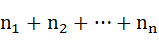 n₁ + n₂ + ⋯ + nₙ